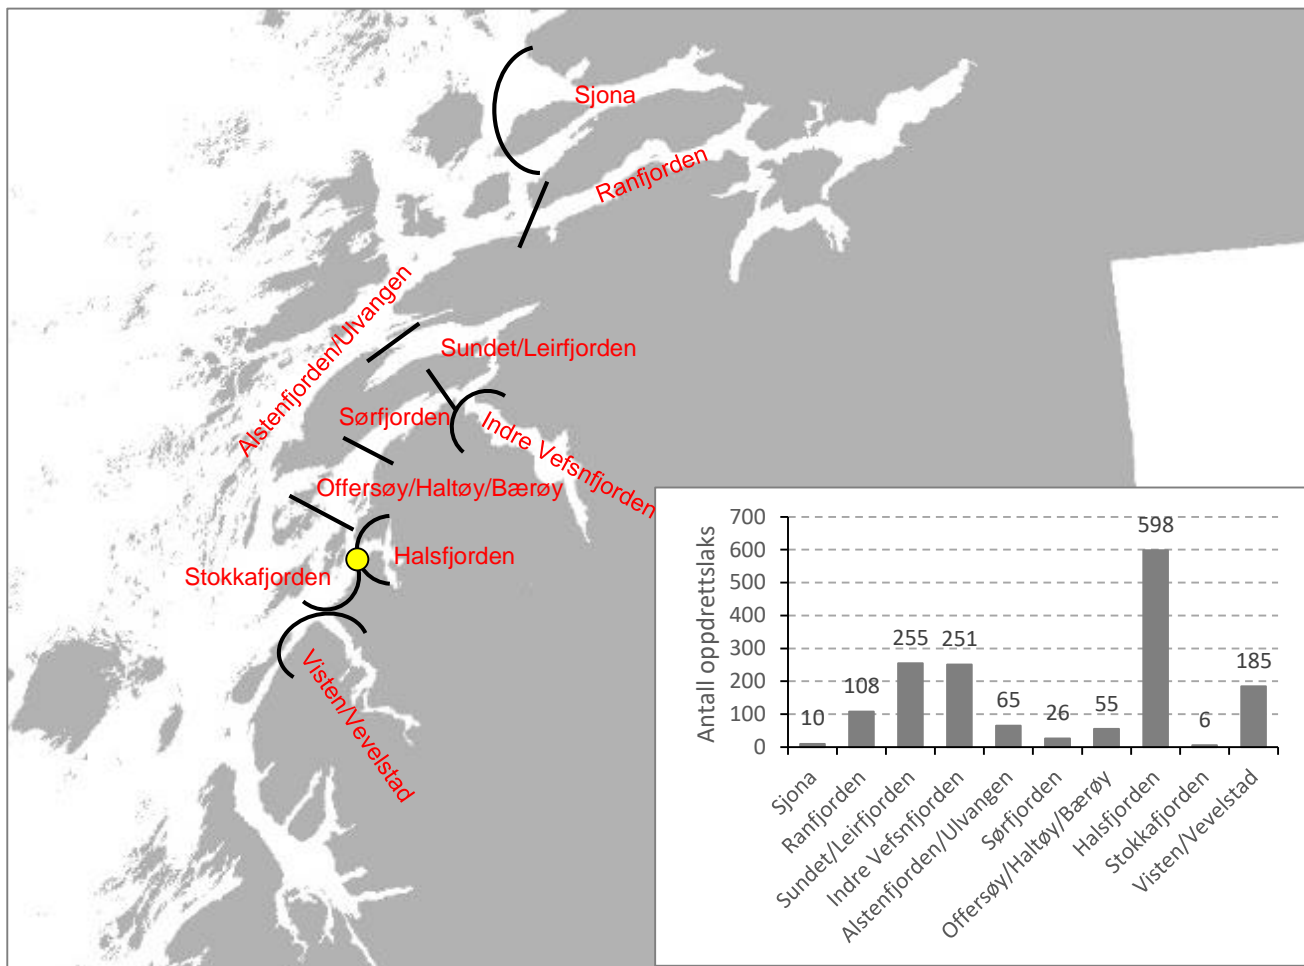 Sjona
Ranfjorden
Alstenfjorden/Ulvangen
Sundet/Leirfjorden
Sørfjorden
Indre Vefsnfjorden
Offersøy/Haltøy/Bærøy
Halsfjorden
Stokkafjorden
Visten/Vevelstad
Antall oppdrettslaks
700
600
500
400
300
200
100
0
10
108
255
251
65
26
55
598
6
185
Sjona
Ranfjorden
Sundet/Leirfjorden
Indre Vefsnfjorden
Alstenfjorden/Ulvangen
Sørfjorden
Offersøy/Haltøy/Bærøy
Halsfjorden
Stokkafjorden
Visten/Vevelstad